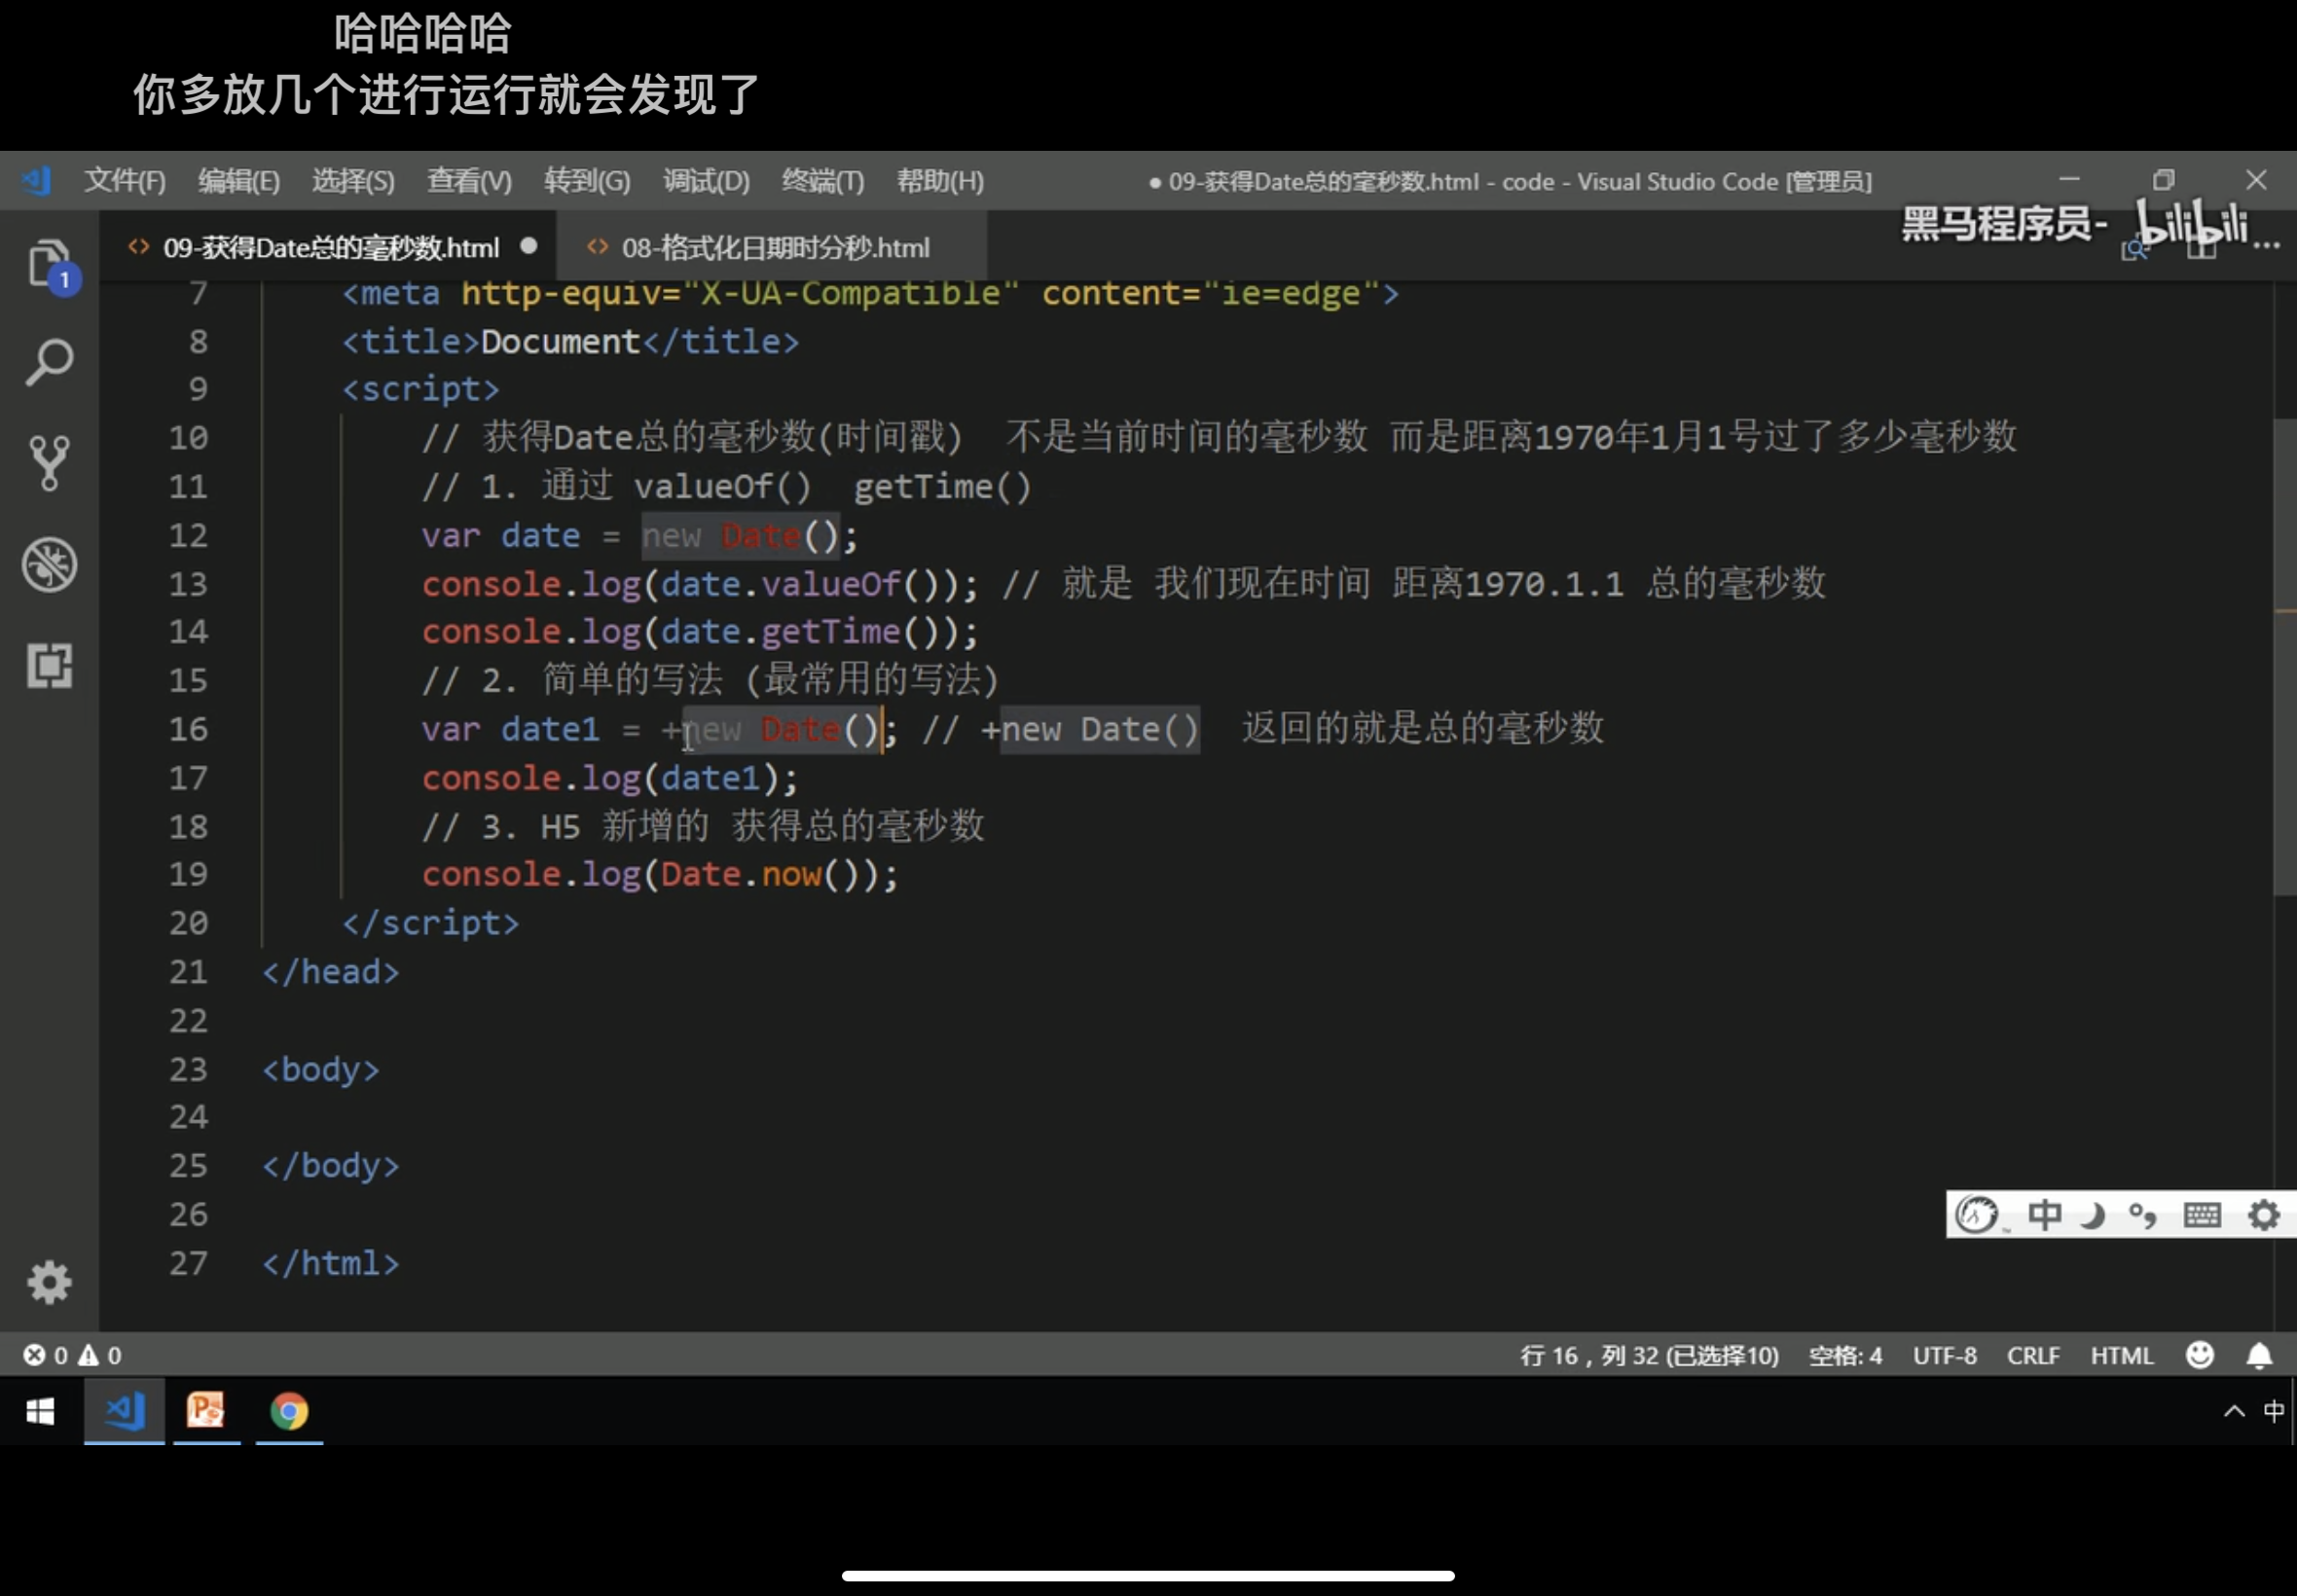 哈哈哈哈
你多放几个进行运行就会发现了
文件(F) 编辑(E) 选择(S) 查看(V) 转到(G) 调试(D) 终端(T) 帮助(H) ● 09-获得Date总的毫秒数.html - code - Visual Studio Code [管理员]
黑马程序员- bilibili
09-获得Date总的毫秒数.html 08-格式化日期时分秒.html
1
7 <meta http-equiv="X-UA-Compatible" content="ie=edge">
8 <title>Document</title>
9 <script>
10 // 获得Date总的毫秒数(时间戳) 不是当前时间的毫秒数 而是距离1970年1月1号过了多少毫秒数
11 // 1. 通过 valueOf() getTime()
12 var date = new Date();
13 console.log(date.valueOf()); // 就是 我们现在时间 距离1970.1.1 总的毫秒数
14 console.log(date.getTime());
15 // 2. 简单的写法 (最常用的写法)
16 var date1 = +new Date(); // +new Date() 返回的就是总的毫秒数
17 console.log(date1);
18 // 3. H5 新增的 获得总的毫秒数
19 console.log(Date.now());
20 </script>
21 </head>
22
23 <body>
24
25 </body>
26
27 </html>
中
0 0 行 16，列 32 (已选择10) 空格: 4 UTF-8 CRLF HTML
中